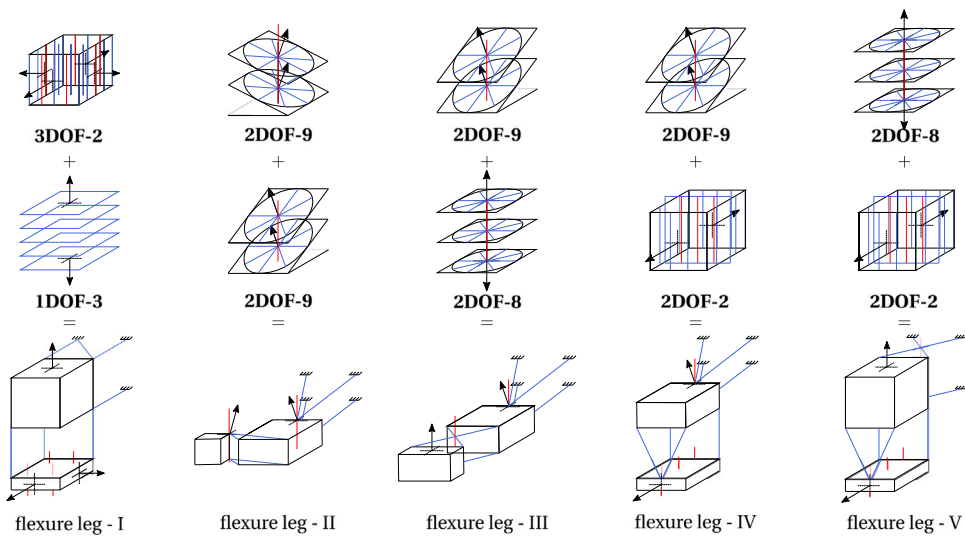 3DOF-2 2DOF-9 2DOF-9 2DOF-9 2DOF-8
+ + + + +
1DOF-3 2DOF-9 2DOF-8 2DOF-2 2DOF-2
= = = = =
flexure leg - I flexure leg - II flexure leg - III flexure leg - IV flexure leg - V